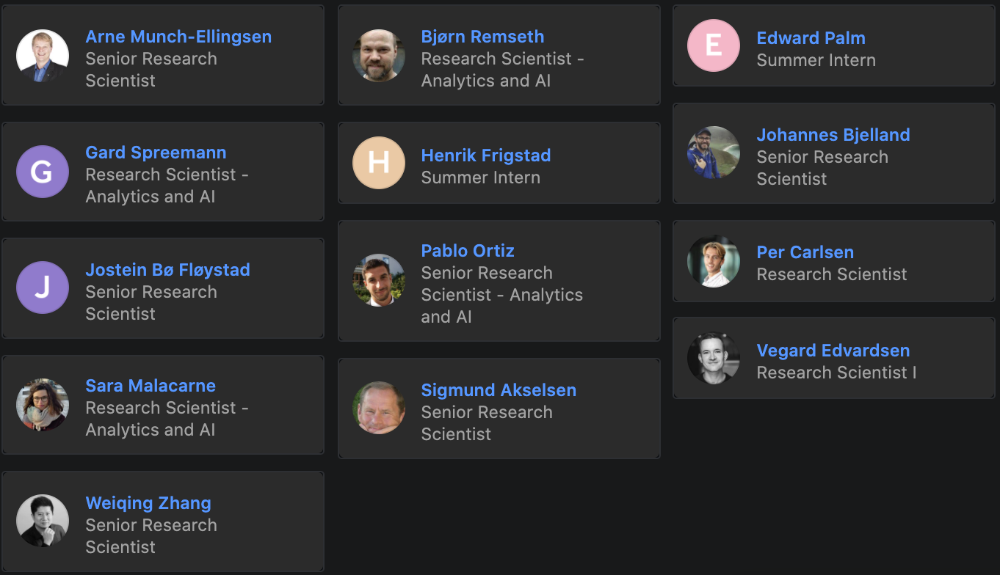 Arne Munch-Ellingsen
Senior Research
Scientist
Bjørn Remseth
Research Scientist -
Analytics and AI
E
Edward Palm
Summer Intern
G
Gard Spreemann
Research Scientist -
Analytics and AI
H
Henrik Frigstad
Summer Intern
Johannes Bjelland
Senior Research
Scientist
J
Jostein Bø Fløystad
Senior Research
Scientist
Pablo Ortiz
Senior Research
Scientist - Analytics
and AI
Per Carlsen
Research Scientist
Sara Malacarne
Research Scientist -
Analytics and AI
Sigmund Akselsen
Senior Research
Scientist
Vegard Edvardsen
Research Scientist I
Weiqing Zhang
Senior Research
Scientist